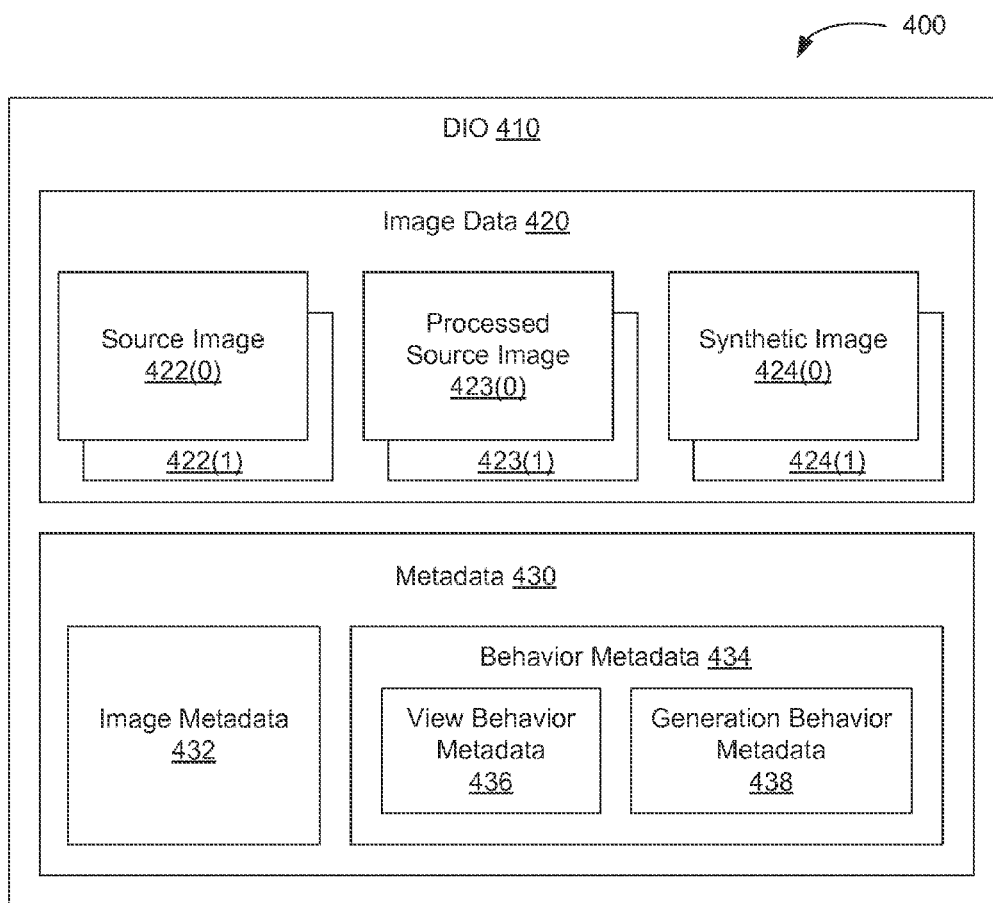 400
DIO 410
Image Data 420
Source Image
422(0)
422(1)
Processed
Source Image
423(0)
423(1)
Synthetic Image
424(0)
424(1)
Metadata 430
Image Metadata
432
Behavior Metadata 434
View Behavior
Metadata
436
Generation Behavior
Metadata
438